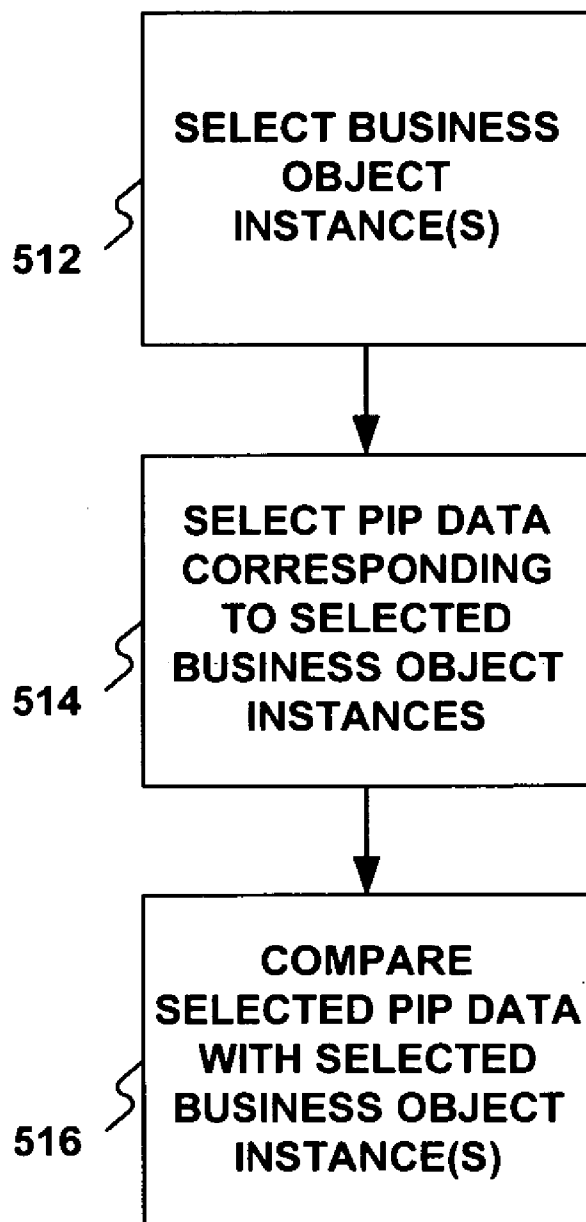 SELECT BUSINESS
OBJECT
INSTANCE(S)
512
SELECT PIP DATA
CORRESPONDING
TO SELECTED
BUSINESS OBJECT
INSTANCES
514
COMPARE
SELECTED PIP DATA
WITH SELECTED
BUSINESS OBJECT
INSTANCE(S)
516